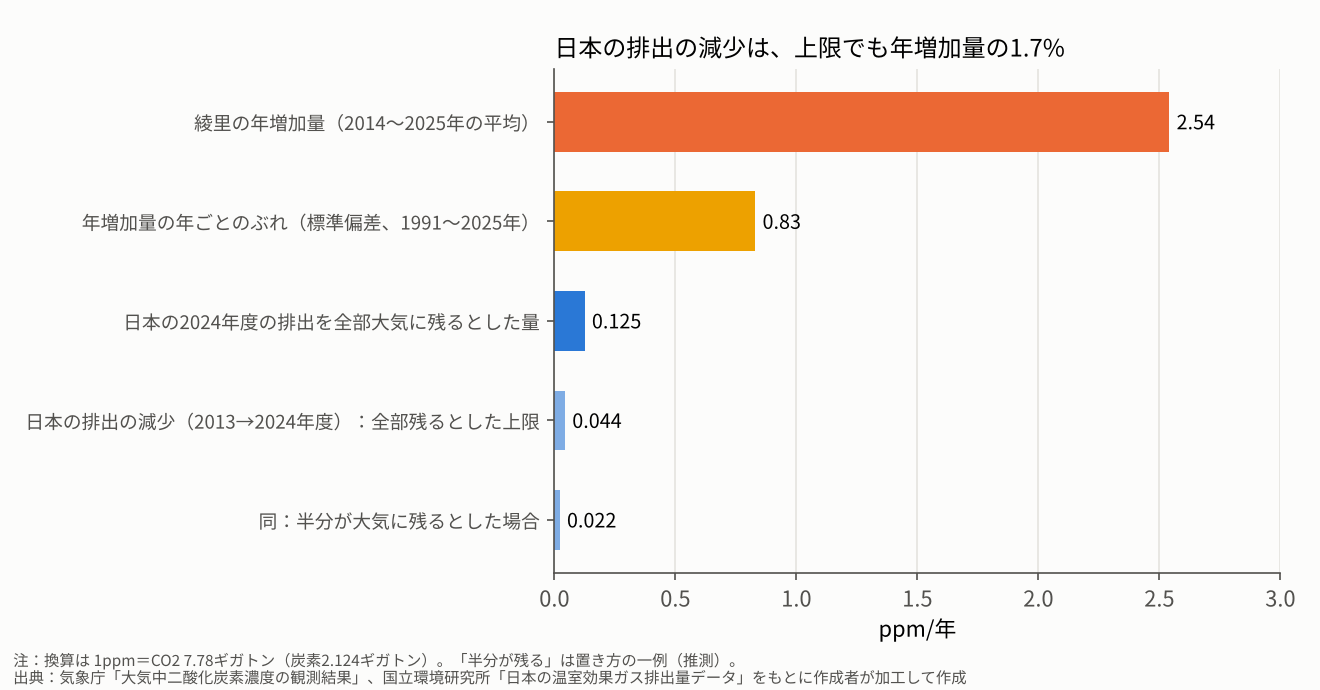 日本の排出の減少は、上限でも年増加量の1.7%
綾里の年増加量（2014～2025年の平均）
2.54
年増加量の年ごとのぶれ（標準偏差、1991～2025年）
0.83
日本の2024年度の排出を全部大気に残るとした量
0.125
日本の排出の減少（2013→2024年度）：全部残るとした上限
0.044
同：半分が大気に残るとした場合
0.022
0.0 0.5 1.0 1.5 2.0 2.5 3.0
ppm/年
注：換算は 1ppm＝CO2 7.78ギガトン（炭素2.124ギガトン）。「半分が残る」は置き方の一例（推測）。
出典：気象庁「大気中二酸化炭素濃度の観測結果」、国立環境研究所「日本の温室効果ガス排出量データ」をもとに作成者が加工して作成